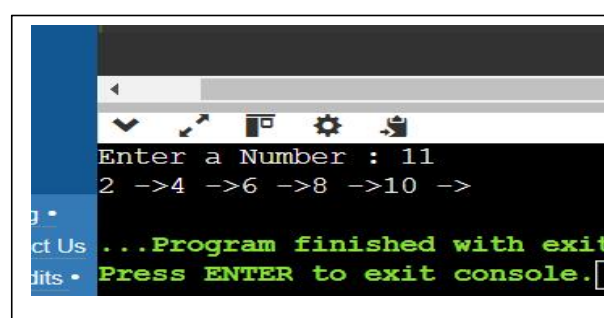 Enter a Number : 11
2 ->4 ->6 ->8 ->10 ->
g •
ct Us
...Program finished with exit
dits •
Press ENTER to exit console.